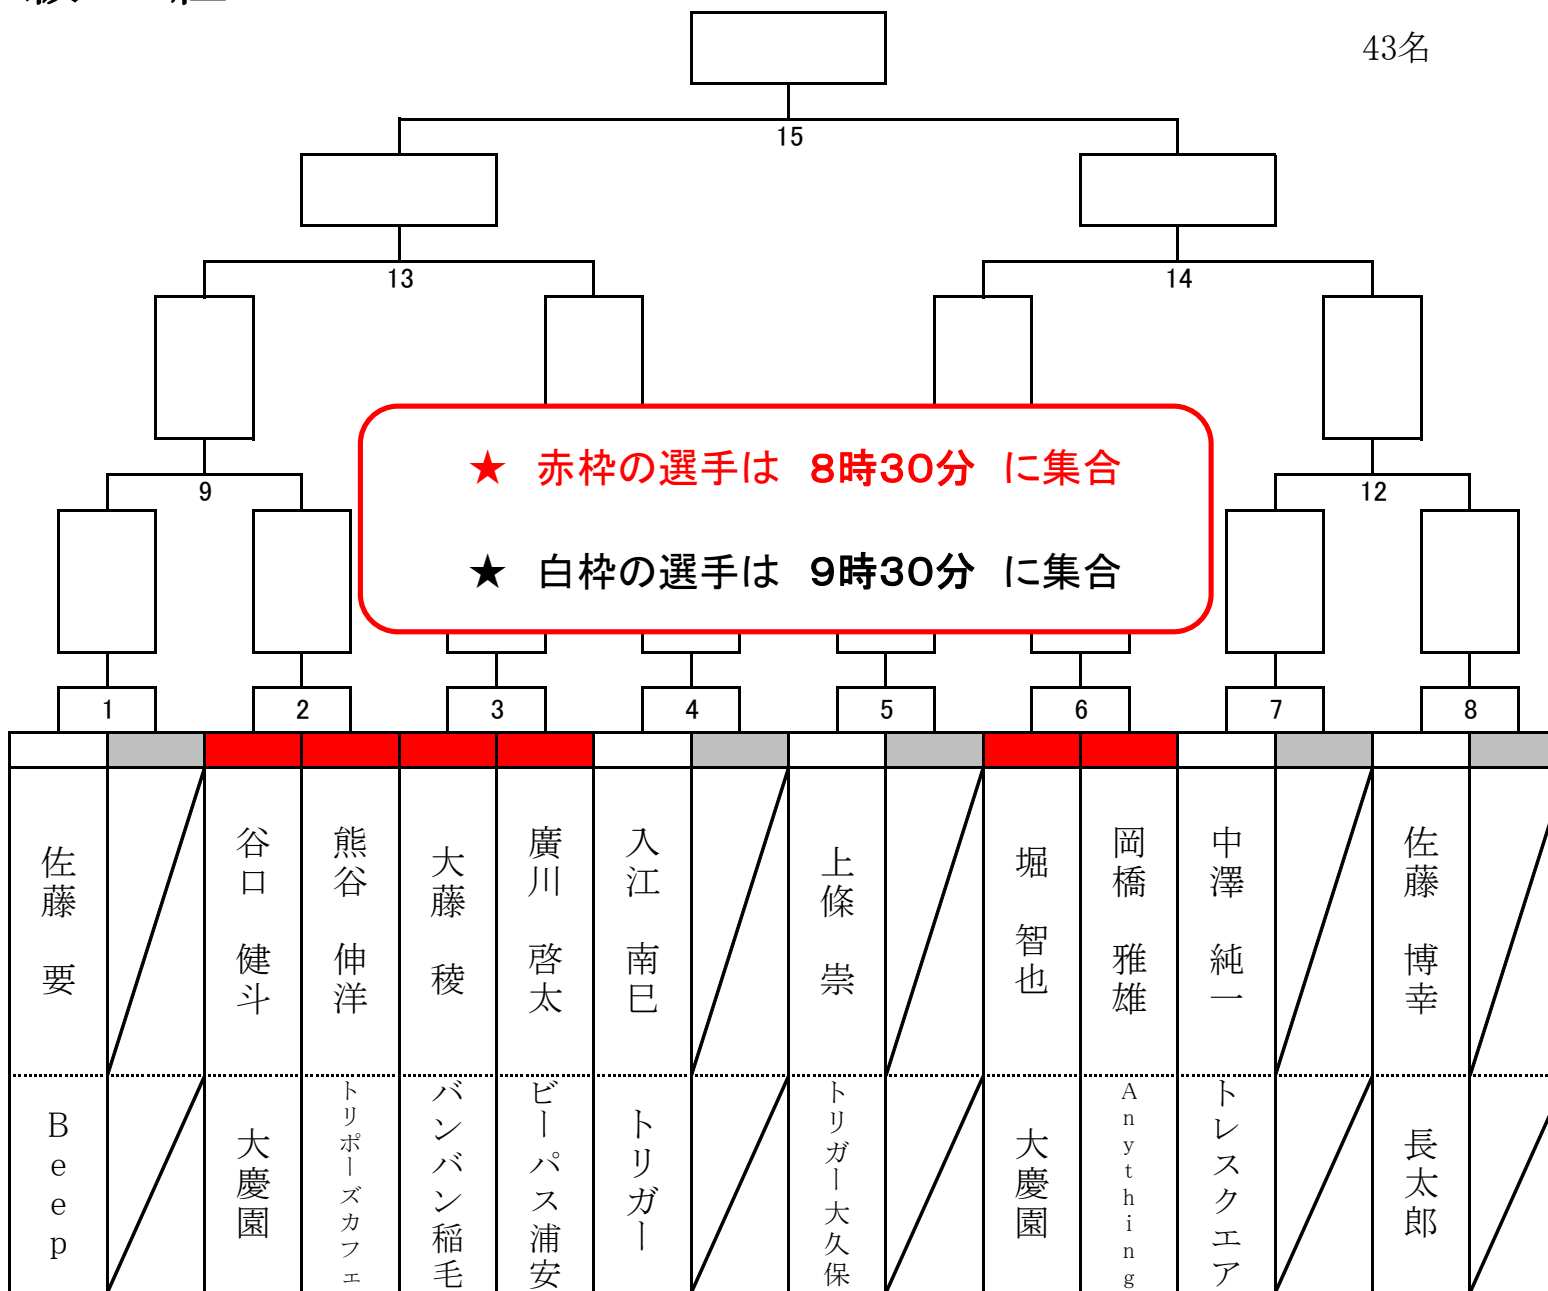 43名
15
13
14
★ 赤枠の選手は 8時30分 に集合
9
12
★ 白枠の選手は 9時30分 に集合
1
2
3
4
5
6
7
8
佐藤 要
谷口 健斗
熊谷 伸洋
大藤 稜
廣川 啓太
入江 南巳
上條 崇
堀 智也
岡橋 雅雄
中澤 純一
佐藤 博幸
Beep
大慶園
トリポーズカフェ
バンバン稲毛
ビーパス浦安
トリガー
トリガー大久保
大慶園
Anything
トレスクエア
長太郎